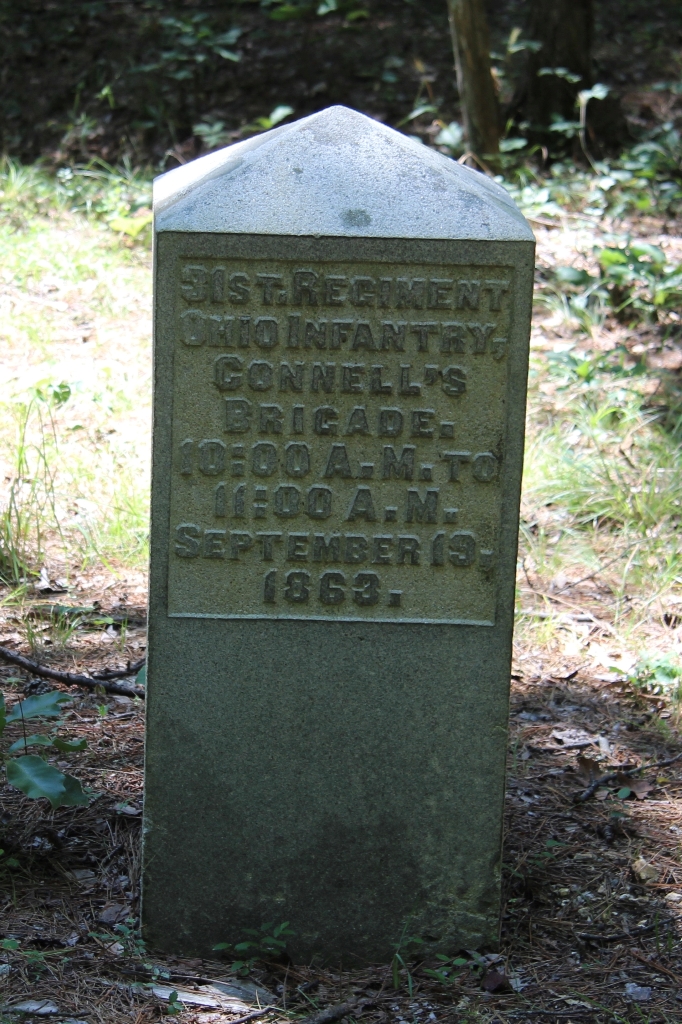 31ST. REGIMENT
OHIO INFANTRY,
CONNELL'S
BRIGADE.
10:00 A.M. TO
11:00 A.M.
SEPTEMBER 19,
1863.